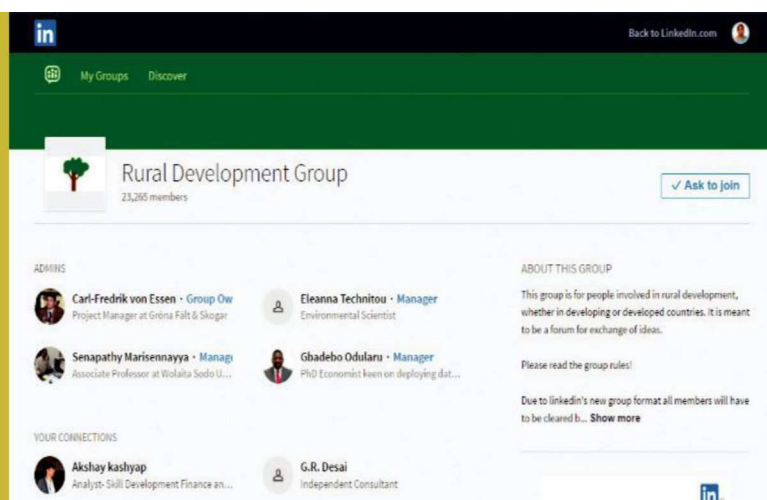 in
Back to LinkedIn.com
My Groups Discover
Rural Development Group
23,265 members
✓ Ask to join
ADMINS
Carl-Fredrik von Essen · Group Ow
Project Manager at Gröna Fält & Skogar
Eleanna Technitou · Manager
Environmental Scientist
Senapathy Marisennayya · Manage
Associate Professor at Wolaita Sodo U...
Gbadebo Odularu · Manager
PhD Economist keen on deploying dat...
YOUR CONNECTIONS
Akshay kashyap
Analyst- Skill Development Finance an...
G.R. Desai
Independent Consultant
ABOUT THIS GROUP
This group is for people involved in rural development,
whether in developing or developed countries. It is meant
to be a forum for exchange of ideas.
Please read the group rules!
Due to linkedin's new group format all members will have
to be cleared b... Show more
in